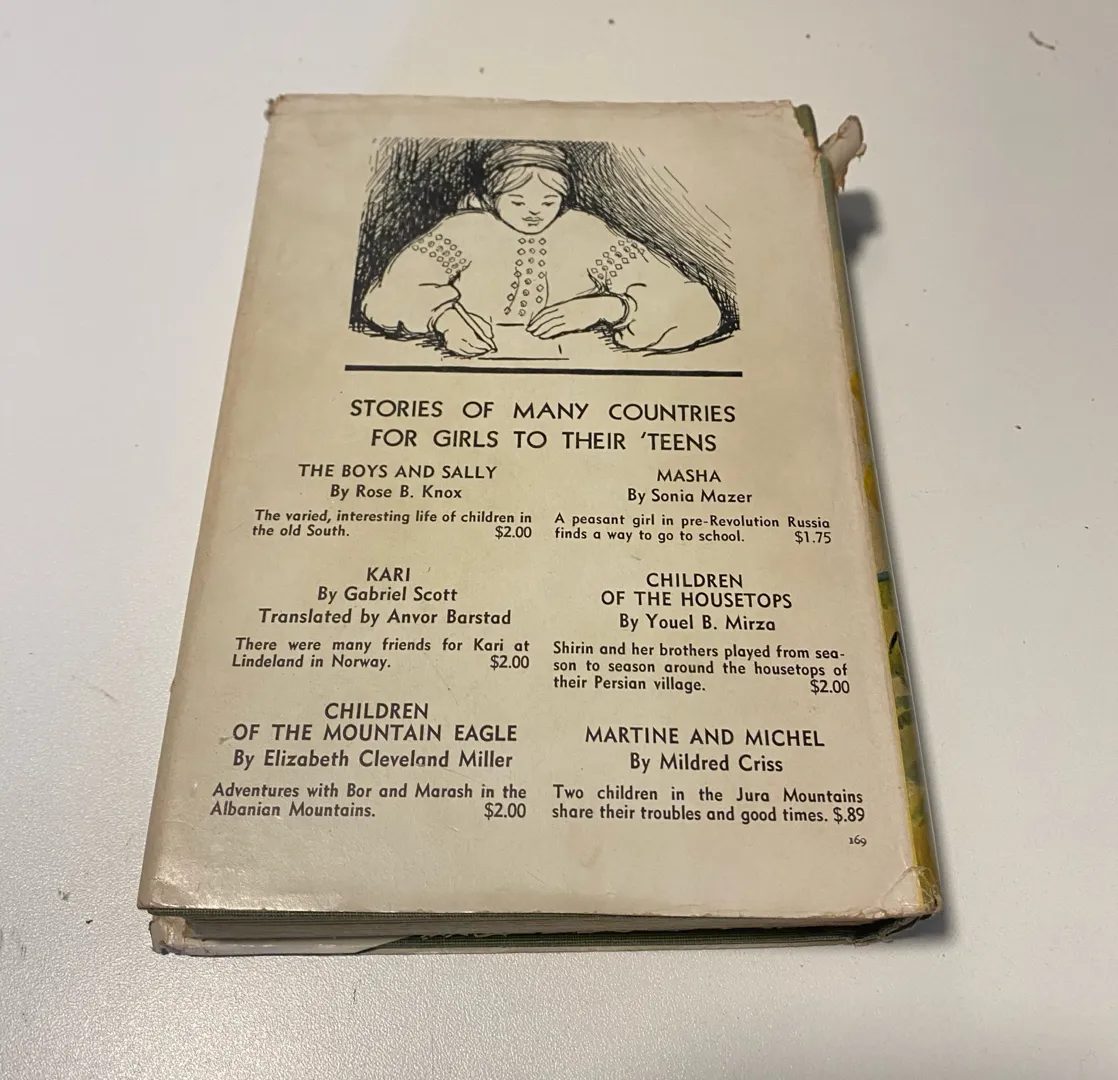 STORIES OF MANY COUNTRIES
FOR GIRLS TO THEIR 'TEENS
THE BOYS AND SALLY
By Rose B. Knox
The varied, interesting life of children in
the old South. $2.00
KARI
By Gabriel Scott
Translated by Anvor Barstad
There were many friends for Kari at
Lindeland in Norway. $2.00
CHILDREN
OF THE MOUNTAIN EAGLE
By Elizabeth Cleveland Miller
Adventures with Bor and Marash in the
Albanian Mountains. $2.00
MASHA
By Sonia Mazer
A peasant girl in pre-Revolution Russia
finds a way to go to school. $1.75
CHILDREN
OF THE HOUSETOPS
By Youel B. Mirza
Shirin and her brothers played from sea-
son to season around the housetops of
their Persian village. $2.00
MARTINE AND MICHEL
By Mildred Criss
Two children in the Jura Mountains
share their troubles and good times. $.89
169